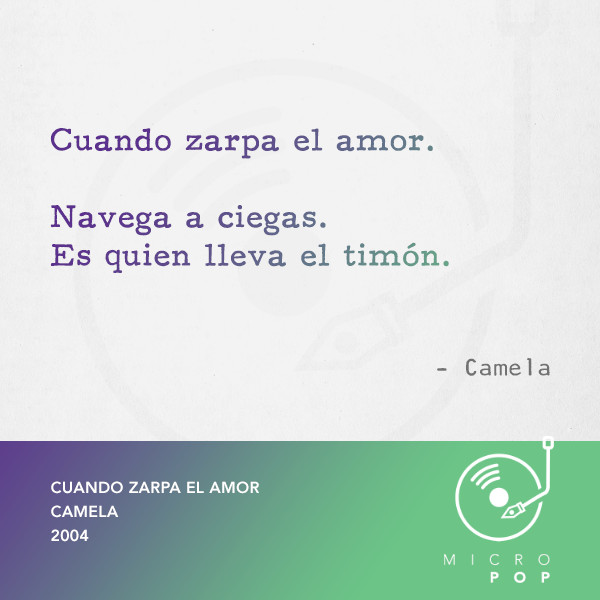 Cuando zarpa el amor.
Navega a ciegas.
Es quien lleva el timón.
- Camela
CUANDO ZARPA EL AMOR
CAMELA
2004
MICRO
POP